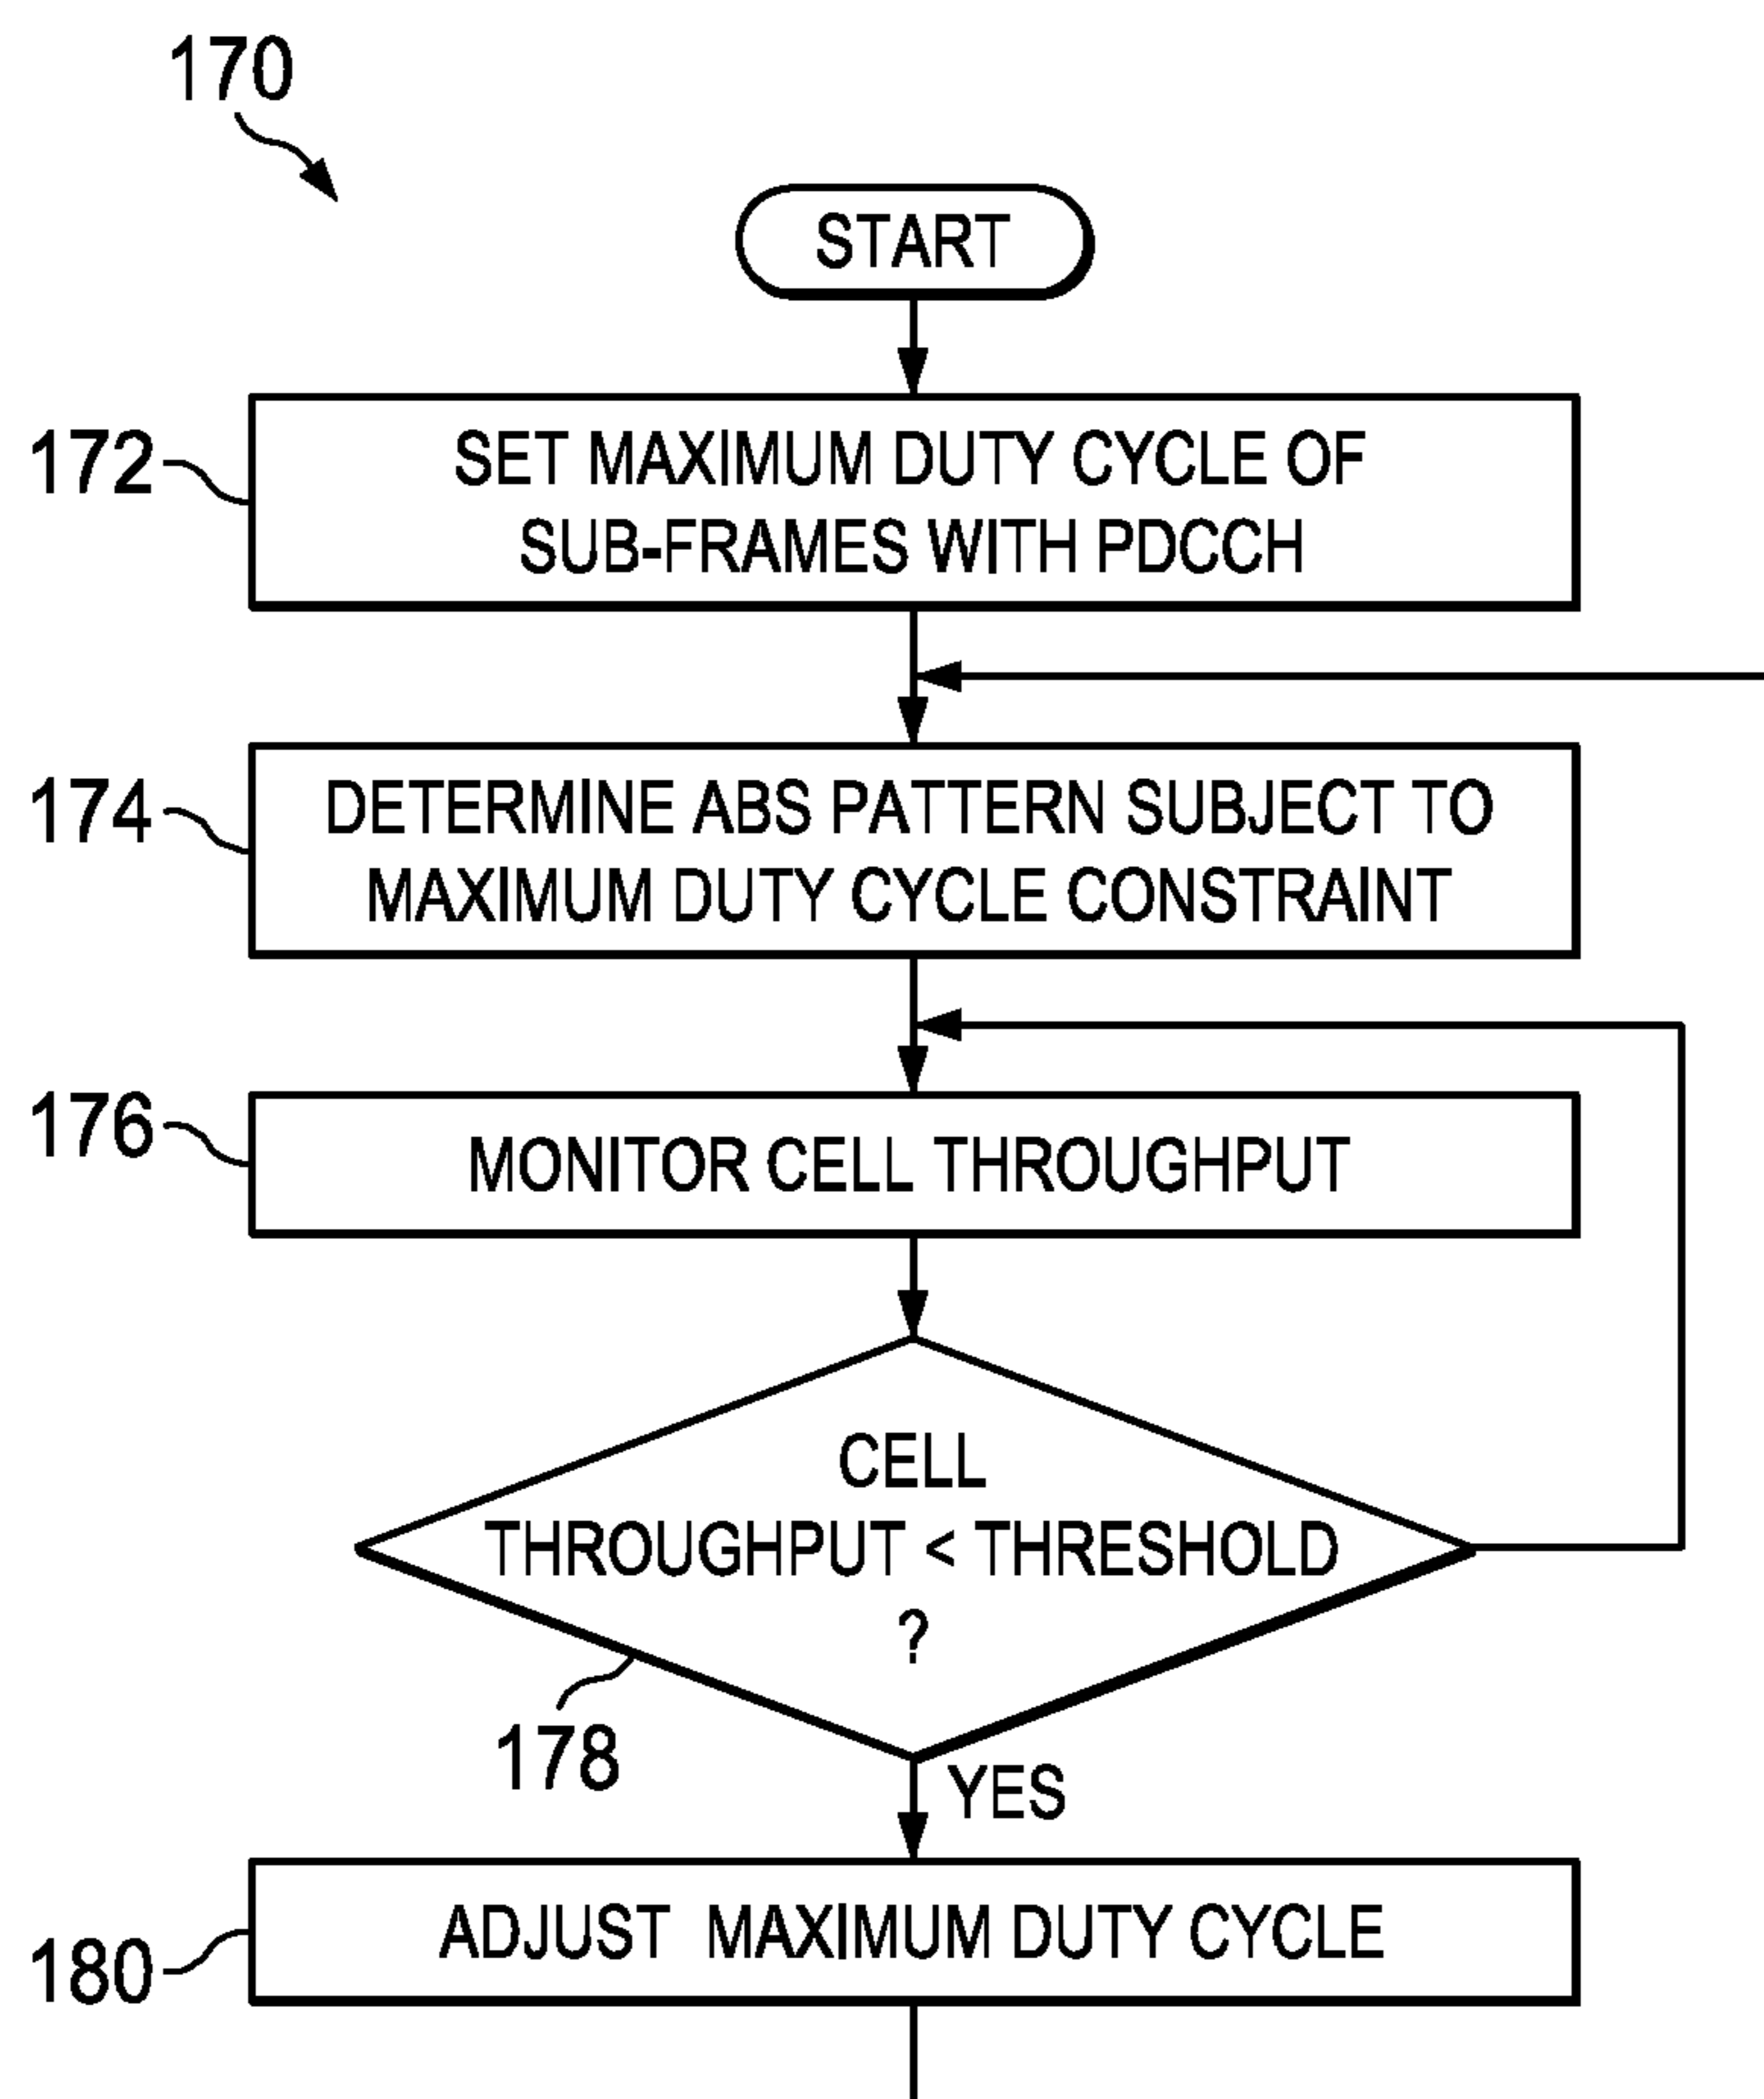 170
START
172
SET MAXIMUM DUTY CYCLE OF
SUB-FRAMES WITH PDCCH
174
DETERMINE ABS PATTERN SUBJECT TO
MAXIMUM DUTY CYCLE CONSTRAINT
176
MONITOR CELL THROUGHPUT
CELL
THROUGHPUT < THRESHOLD
?
178
YES
180
ADJUST MAXIMUM DUTY CYCLE